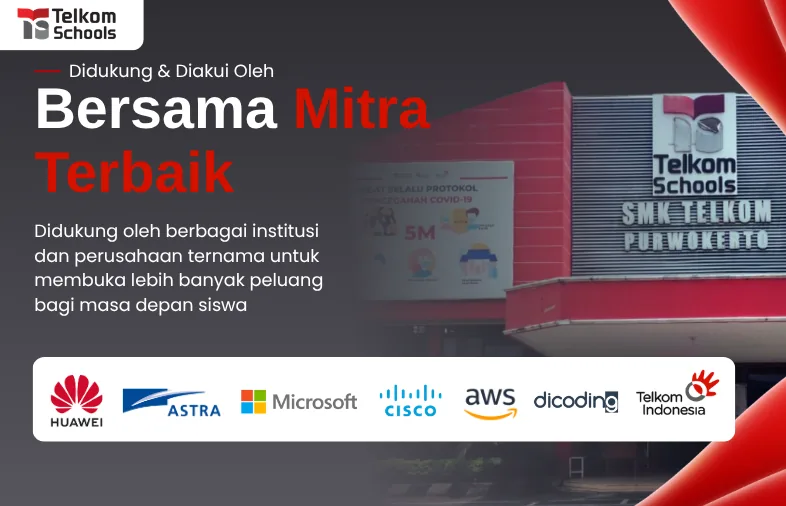 Telkom
Schools
Didukung & Diakui Oleh
Bersama Mitra
Terbaik
Didukung oleh berbagai institusi
dan perusahaan ternama untuk
membuka lebih banyak peluang
bagi masa depan siswa
Telkom
Schools
SMK TELKOM
PURWOKERTO
PROTOKOL
COVID-19
5M
HUAWEI
ASTRA
Microsoft
CISCO
aws
dicoding
Telkom
Indonesia